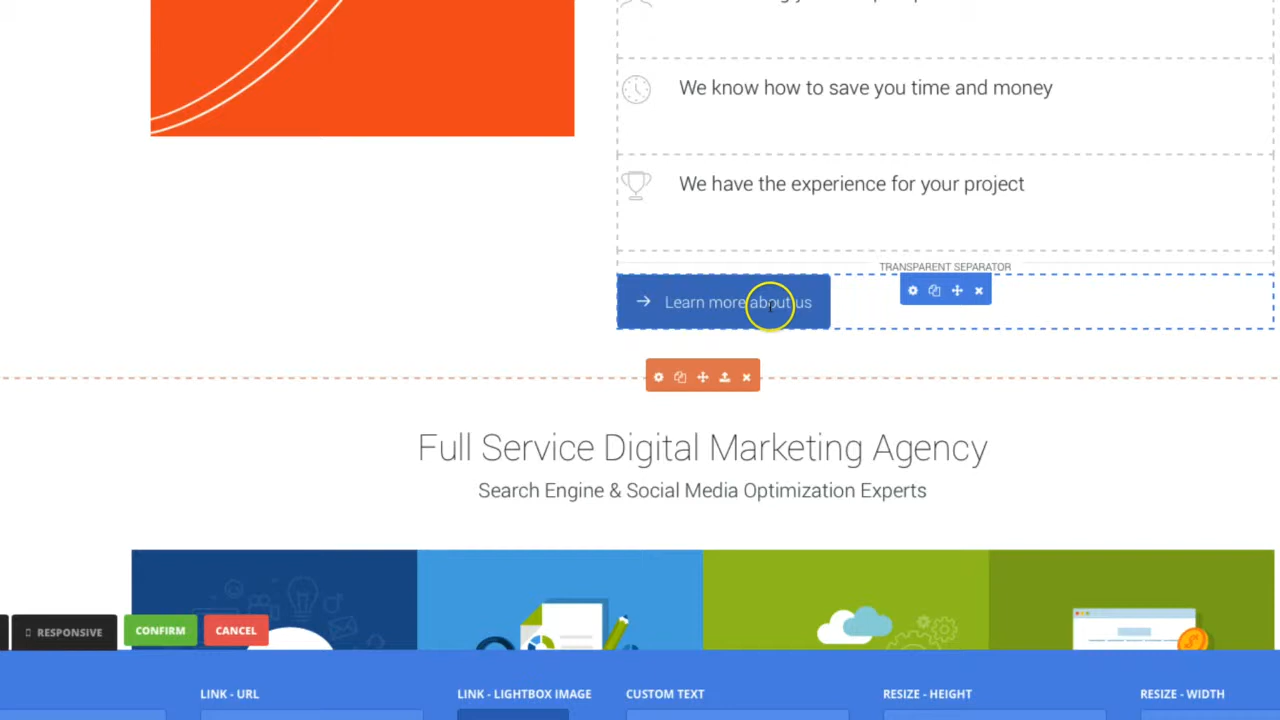 We know how to save you time and money
We have the experience for your project
TRANSPARENT SEPARATOR
Learn more about us
Full Service Digital Marketing Agency
Search Engine & Social Media Optimization Experts
RESPONSIVE
CONFIRM
CANCEL
LINK - URL
LINK - LIGHTBOX IMAGE
CUSTOM TEXT
RESIZE - HEIGHT
RESIZE - WIDTH